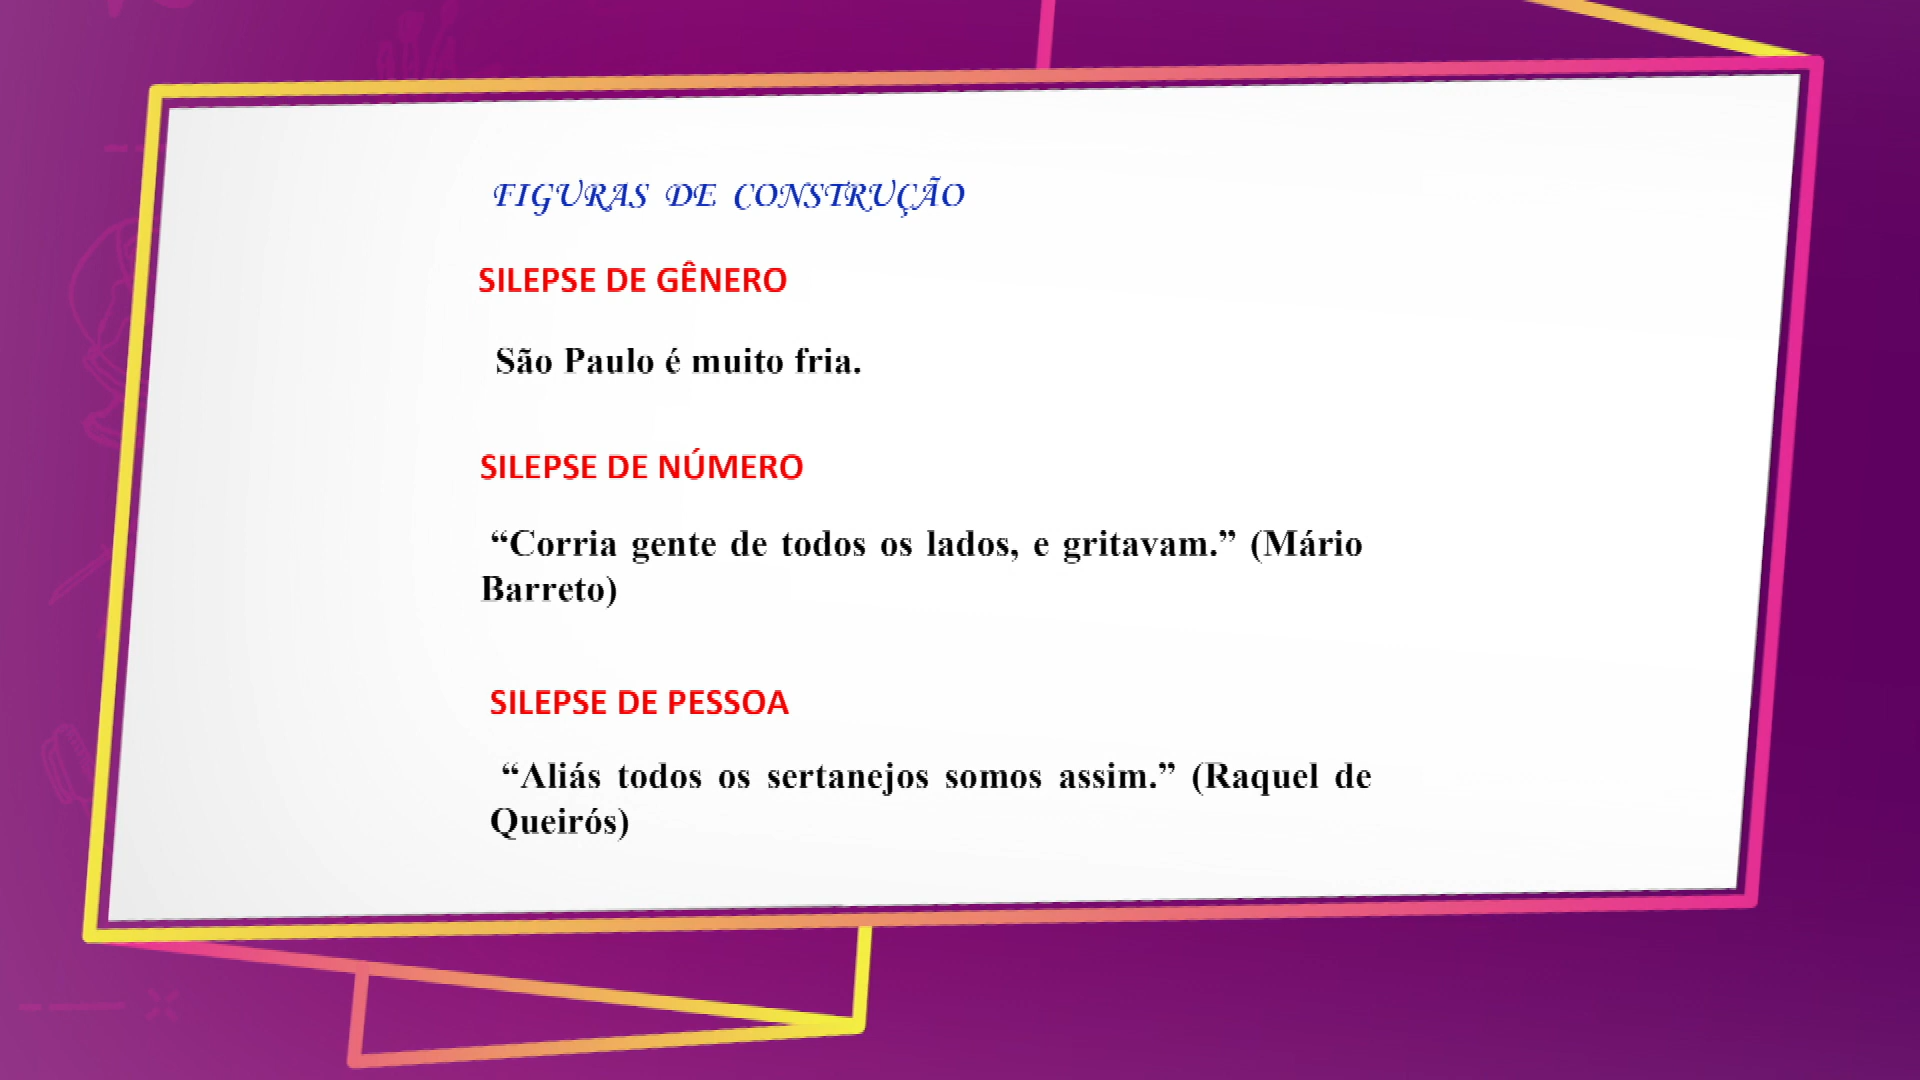 FIGURAS DE CONSTRUÇÃO
SILEPSE DE GÊNERO
São Paulo é muito fria.
SILEPSE DE NÚMERO
“Corria gente de todos os lados, e gritavam.” (Mário
Barreto)
SILEPSE DE PESSOA
“Aliás todos os sertanejos somos assim.” (Raquel de
Queirós)